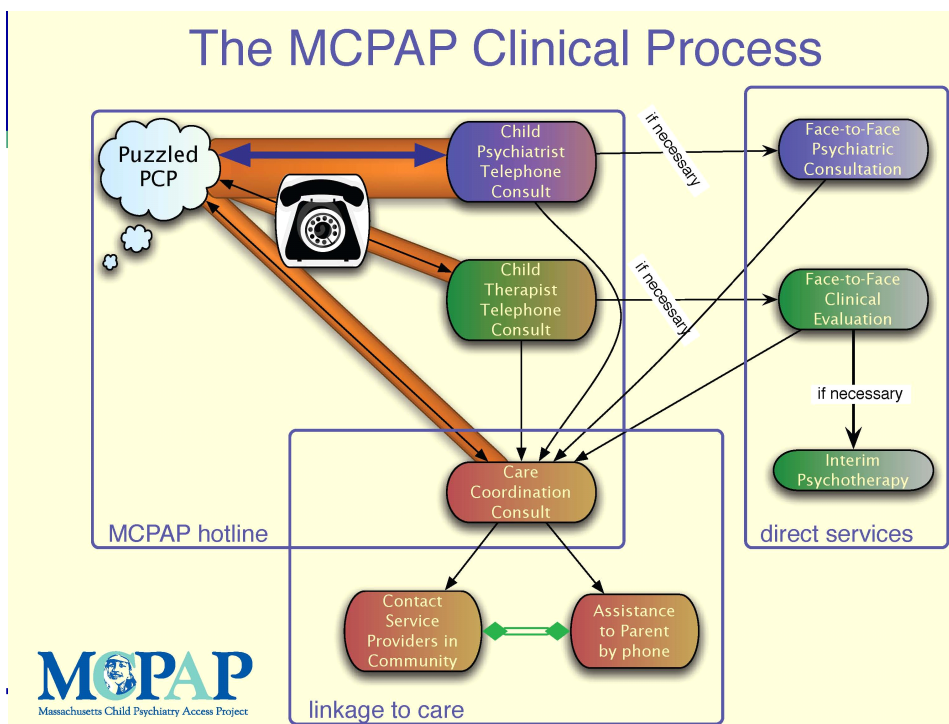 The MCPAP Clinical Process
Puzzled
PCP
Child
Psychiatrist
Telephone
Consult
if necessary
Face-to-Face
Psychiatric
Consultation
Child
Therapist
Telephone
Consult
if necessary
Face-to-Face
Clinical
Evaluation
if necessary
Interim
Psychotherapy
Care
Coordination
Consult
MCPAP hotline
direct services
Contact
Service
Providers in
Community
Assistance
to Parent
by phone
linkage to care
MCPAP
Massachusetts Child Psychiatry Access Project